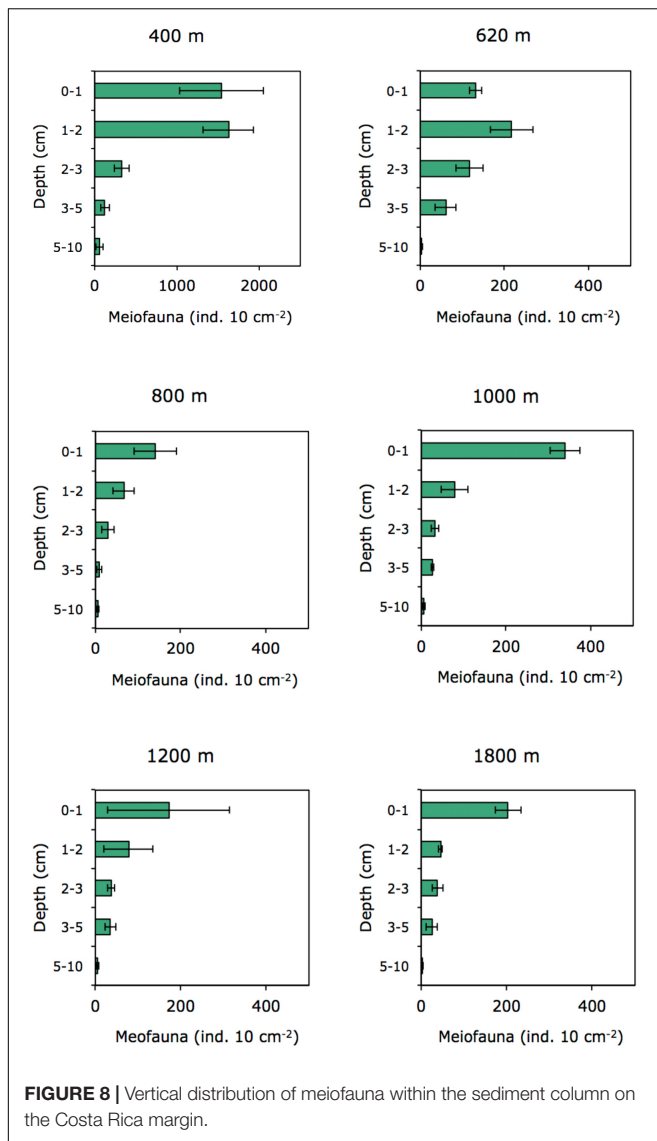 400 m
Depth (cm)
0-1
1-2
2-3
3-5
5-10
0 1000 2000
Meiofauna (ind. 10 cm-2)
620 m
Depth (cm)
0-1
1-2
2-3
3-5
5-10
0 200 400
Meiofauna (ind. 10 cm-2)
800 m
Depth (cm)
0-1
1-2
2-3
3-5
5-10
0 200 400
Meiofauna (ind. 10 cm-2)
1000 m
Depth (cm)
0-1
1-2
2-3
3-5
5-10
0 200 400
Meiofauna (ind. 10 cm-2)
1200 m
Depth (cm)
0-1
1-2
2-3
3-5
5-10
0 200 400
Meofauna (ind. 10 cm-2)
1800 m
Depth (cm)
0-1
1-2
2-3
3-5
5-10
0 200 400
Meiofauna (ind. 10 cm-2)
FIGURE 8 | Vertical distribution of meiofauna within the sediment column on
the Costa Rica margin.